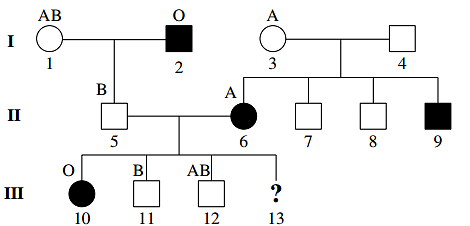 AB O A
I
1 2 3 4
B A
II
5 6 7 8 9
O B AB ?
III
10 11 12 13